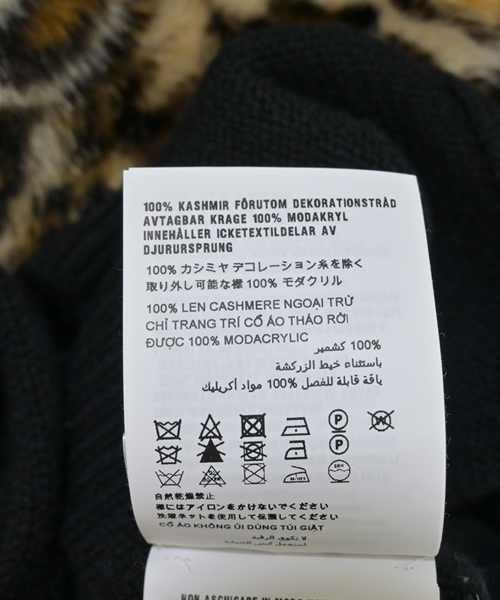 100% KASHMIR FÖRUTOM DEKORATIONSTRÅD
AVTAGBAR KRAGE 100% MODAKRYL
INNEHÅLLER ICKETEXTILDELAR AV
DJURURSPRUNG
100% カシミヤ デコレーション糸を除く
取り外し可能な襟 100% モダクリル
100% LEN CASHMERE NGOẠI TRỪ
CHỈ TRANG TRÍ CỔ ÁO THÁO RỜI
ĐƯỢC 100% MODACRYLIC
100% كشمير
باستثناء خيط الزركشة
ياقة قابلة للفصل 100% مواد أكريليك
P
W
P
自然乾燥禁止
襟にはアイロンをかけないでください
洗濯ネットを使用して保護してください
CỔ ÁO KHÔNG ỦI DÙNG TÚI GIẶT
لا تكوى الرقبة